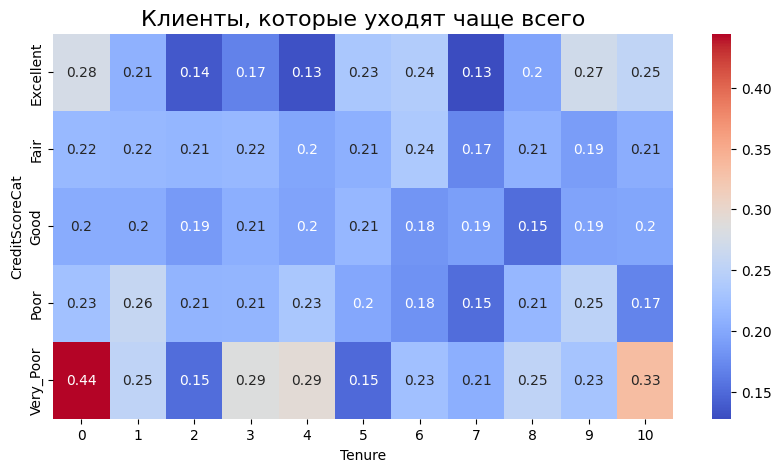 Клиенты, которые уходят чаще всего
CreditScoreCat
Excellent 0.28 0.21 0.14 0.17 0.13 0.23 0.24 0.13 0.2 0.27 0.25
Fair 0.22 0.22 0.21 0.22 0.2 0.21 0.24 0.17 0.21 0.19 0.21
Good 0.2 0.2 0.19 0.21 0.2 0.21 0.18 0.19 0.15 0.19 0.2
Poor 0.23 0.26 0.21 0.21 0.23 0.2 0.18 0.15 0.21 0.25 0.17
Very_Poor 0.44 0.25 0.15 0.29 0.29 0.15 0.23 0.21 0.25 0.23 0.33
0 1 2 3 4 5 6 7 8 9 10
Tenure
0.40
0.35
0.30
0.25
0.20
0.15